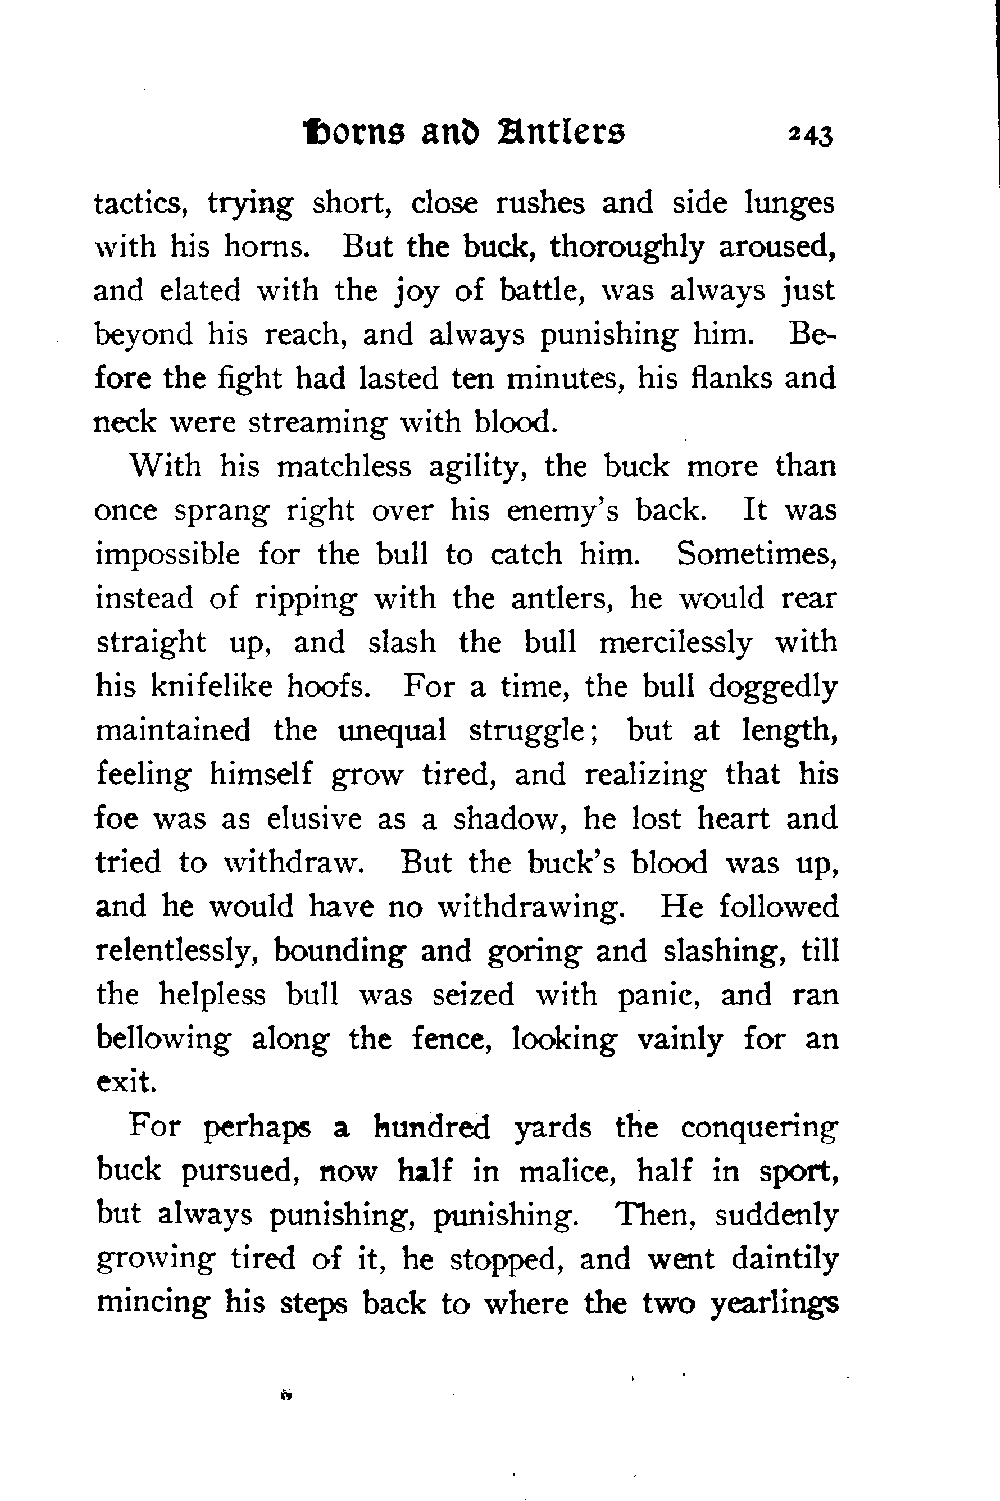 Horns and Antlers 243
tactics, trying short, close rushes and side lunges
with his horns. But the buck, thoroughly aroused,
and elated with the joy of battle, was always just
beyond his reach, and always punishing him. Be-
fore the fight had lasted ten minutes, his flanks and
neck were streaming with blood.
With his matchless agility, the buck more than
once sprang right over his enemy's back. It was
impossible for the bull to catch him. Sometimes,
instead of ripping with the antlers, he would rear
straight up, and slash the bull mercilessly with
his knifelike hoofs. For a time, the bull doggedly
maintained the unequal struggle; but at length,
feeling himself grow tired, and realizing that his
foe was as elusive as a shadow, he lost heart and
tried to withdraw. But the buck's blood was up,
and he would have no withdrawing. He followed
relentlessly, bounding and goring and slashing, till
the helpless bull was seized with panic, and ran
bellowing along the fence, looking vainly for an
exit.
For perhaps a hundred yards the conquering
buck pursued, now half in malice, half in sport,
but always punishing, punishing. Then, suddenly
growing tired of it, he stopped, and went daintily
mincing his steps back to where the two yearlings